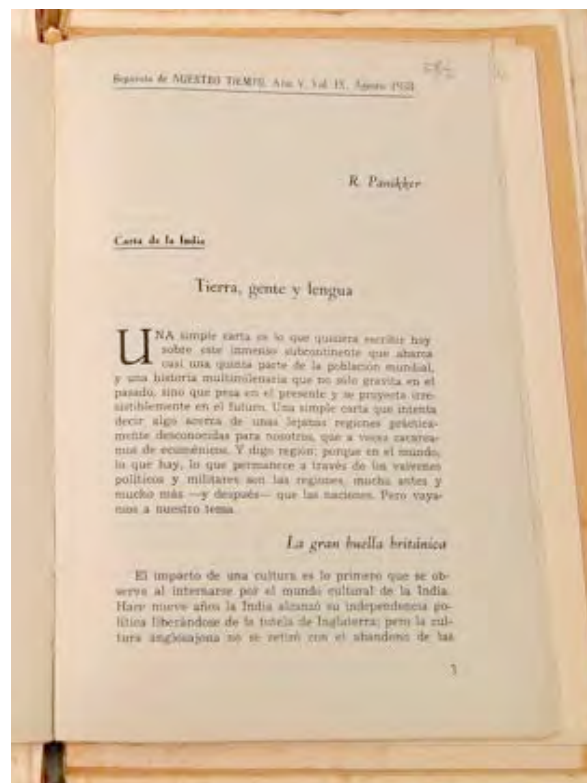 Separata de NUESTRO TIEMPO, Año V, Vol. IX, Agosto
R. Panikker
Carta de la India
Tierra, gente y lengua
UNA simple carta es lo que quisiera escribir hoy
sobre este inmenso subcontinente que abarca
casi una quinta parte de la población mundial,
y una historia multimilenaria que no sólo gravita en el
pasado, sino que pesa en el presente y se proyecta irre-
sistiblemente en el futuro. Una simple carta que intenta
decir algo acerca de unas lejanas regiones práctica-
mente desconocidas para nosotros, que a veces cacarea-
mos de ecuménicos. Y digo región; porque en el mundo,
lo que hay, lo que permanece a través de los vaivenes
políticos y militares son las regiones, mucho antes y
mucho más —y después— que las naciones. Pero vaya-
mos a nuestro tema.
La gran huella británica
El impacto de una cultura es lo primero que se ob-
serva al internarse por el mundo cultural de la India.
Hace nueve años la India alcanzó su independencia po-
lítica liberándose de la tutela de Inglaterra; pero la cul-
tura anglosajona no se retiró con el abandono de las